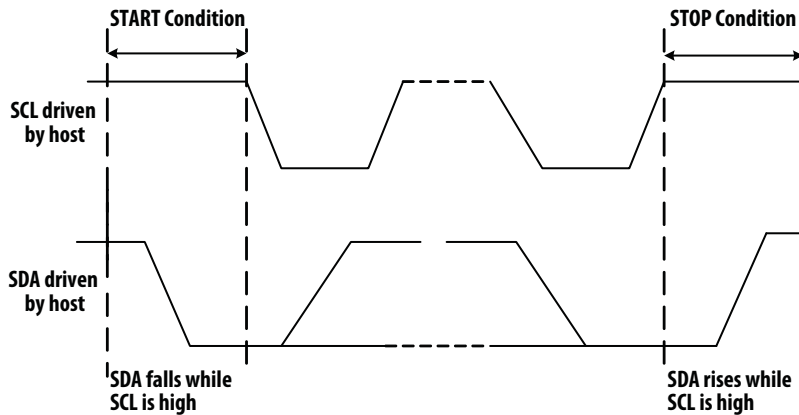 START Condition
STOP Condition
SCL driven
by host
SDA driven
by host
SDA falls while
SCL is high
SDA rises while
SCL is high